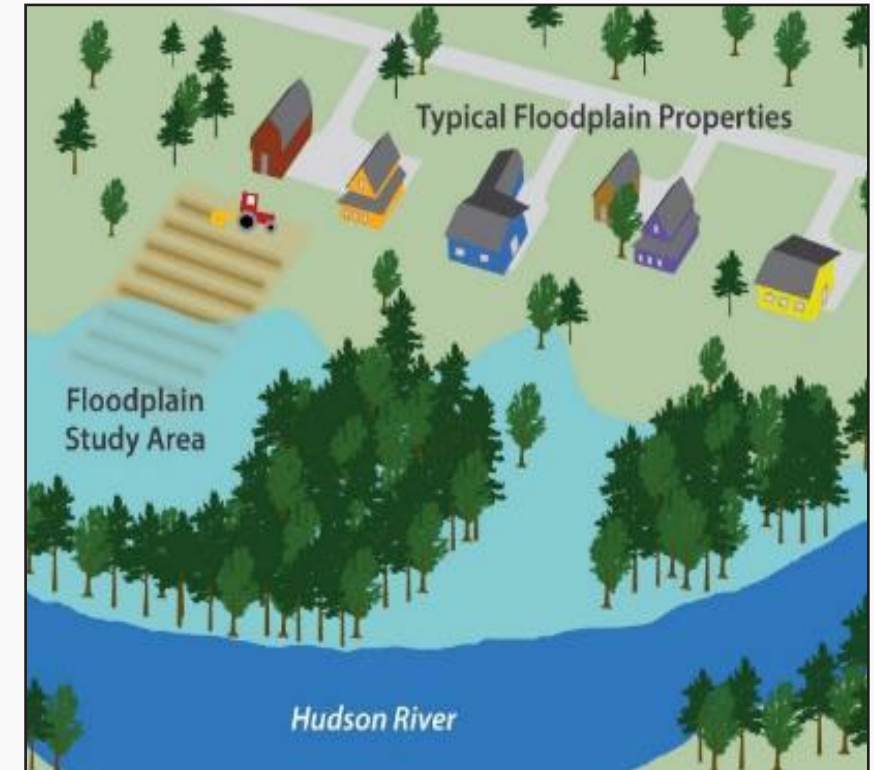 Typical Floodplain Properties
Floodplain
Study Area
Hudson River